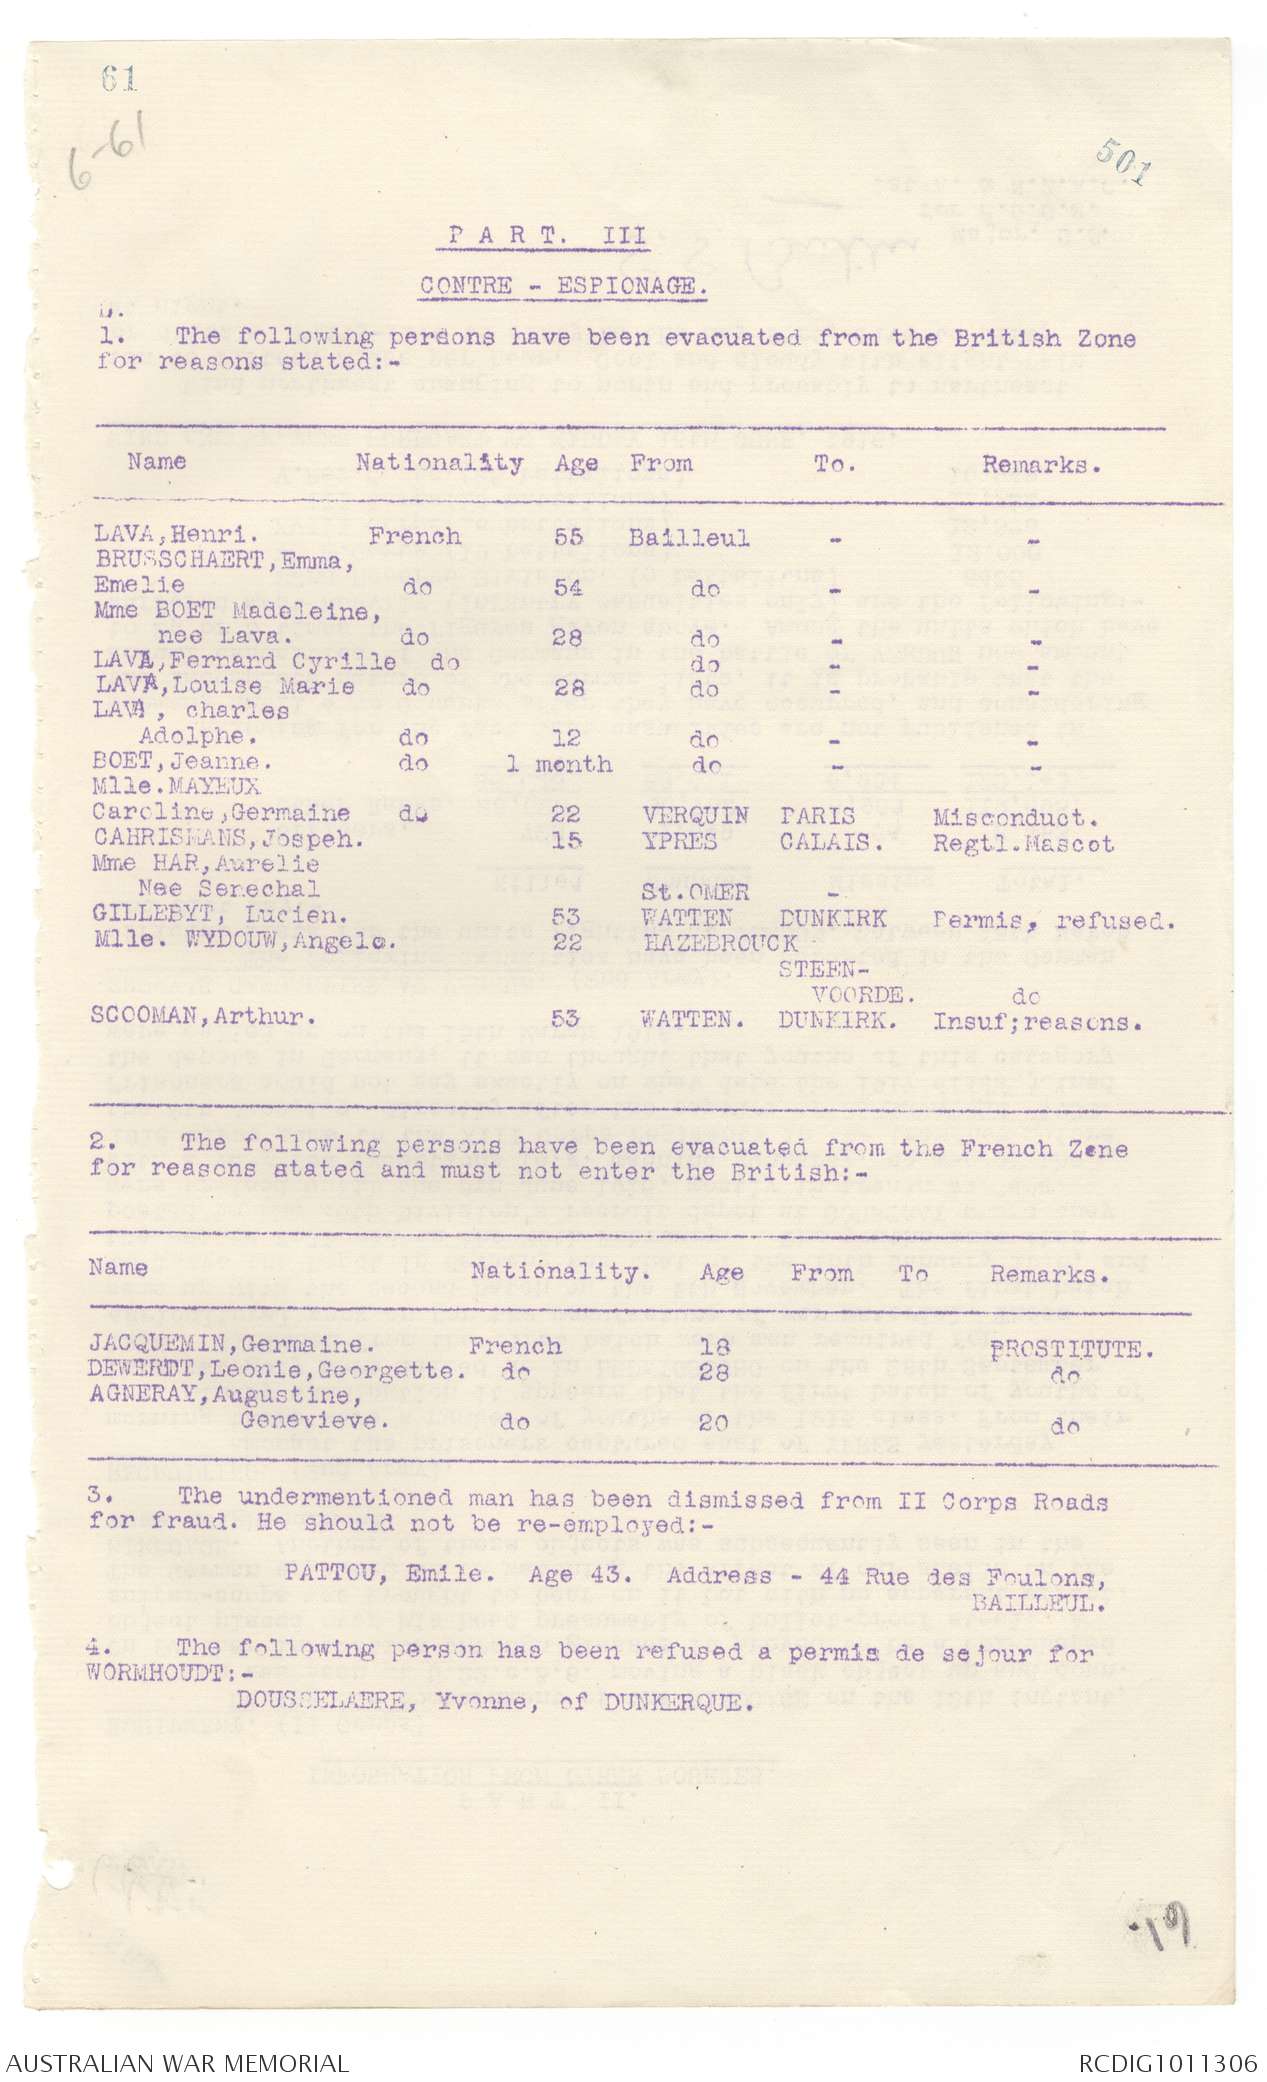 61
6-61
501
P A R T. III
CONTRE - ESPIONAGE.
1. The following persons have been evacuated from the British Zone
for reasons stated:-
Name Nationality Age From To. Remarks.
LAVA,Henri. French 55 Bailleul - -
BRUSSCHAERT,Emma,
Emelie do 54 do - -
Mme BOET Madeleine,
nee Lava. do 28 do - -
LAVA,Fernand Cyrille do do - -
LAVA,Louise Marie do 28 do - -
LAVA, charles
Adolphe. do 12 do - -
BOET,Jeanne. do 1 month do - -
Mlle.MAYEUX
Caroline,Germaine do 22 VERQUIN PARIS Misconduct.
CAHRISMANS,Jospeh. 15 YPRES CALAIS. Regtl.Mascot
Mme HAR,Aurelie
Nee Senechal St.OMER -
GILLEBYT, Lucien. 53 WATTEN DUNKIRK Permis, refused.
Mlle. WYDOUW,Angele. 22 HAZEBROUCK
STEEN-
VOORDE. do
SCOOMAN,Arthur. 53 WATTEN. DUNKIRK. Insuf;reasons.
2. The following persons have been evacuated from the French Zone
for reasons stated and must not enter the British:-
Name Nationality. Age From To Remarks.
JACQUEMIN,Germaine. French 18 PROSTITUTE.
DEWERDT,Leonie,Georgette. do 28 do
AGNERAY,Augustine,
Genevieve. do 20 do
3. The undermentioned man has been dismissed from II Corps Roads
for fraud. He should not be re-employed:-
PATTOU, Emile. Age 43. Address - 44 Rue des Foulons,
BAILLEUL.
4. The following person has been refused a permis de sejour for
WORMHOUDT:-
DOUSSELAERE, Yvonne, of DUNKERQUE.
AUSTRALIAN WAR MEMORIAL
RCDIG1011306